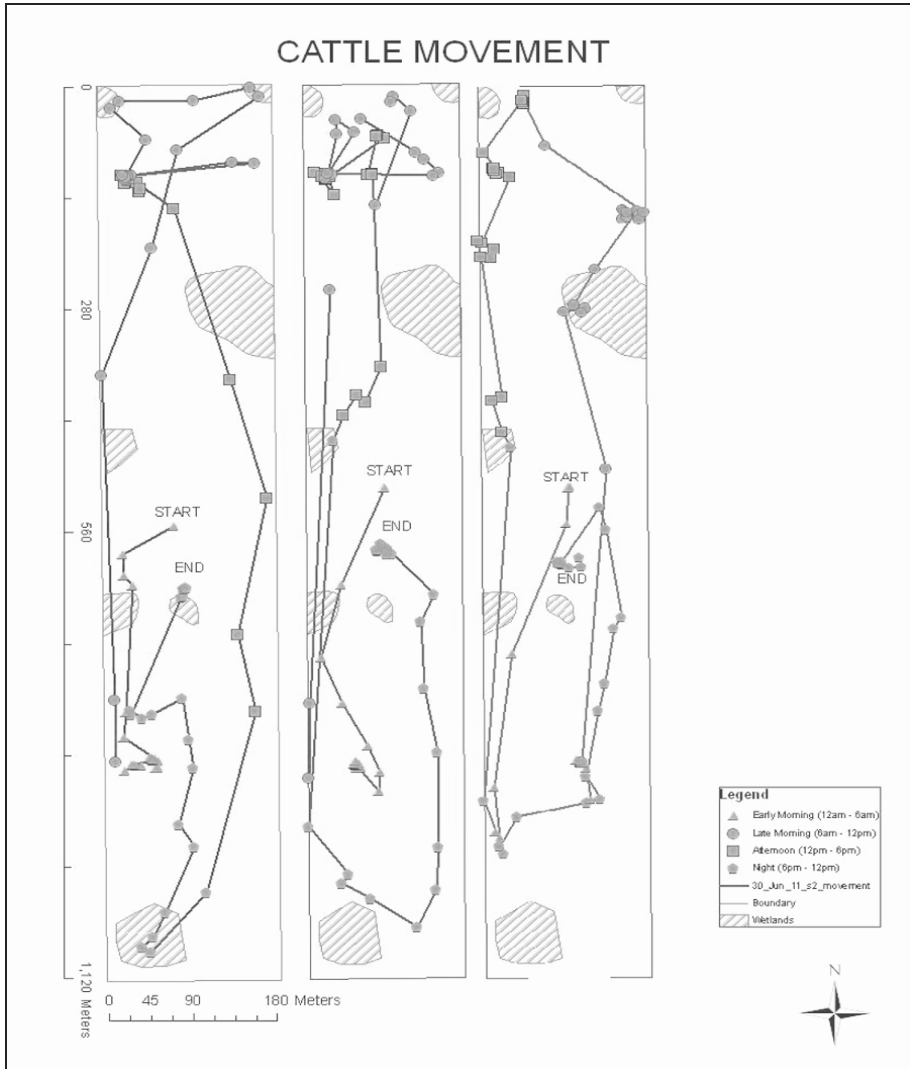 CATTLE MOVEMENT
0
280
560
1,120 Meters
START
END
START
END
START
END
0 45 90 180 Meters
Legend
Early Morning (12am - 6am)
Late Morning (6am - 12pm)
Afternoon (12pm - 6pm)
Night (6pm - 12pm)
30_Jun_11_s2_movement
Boundary
Wetlands
N